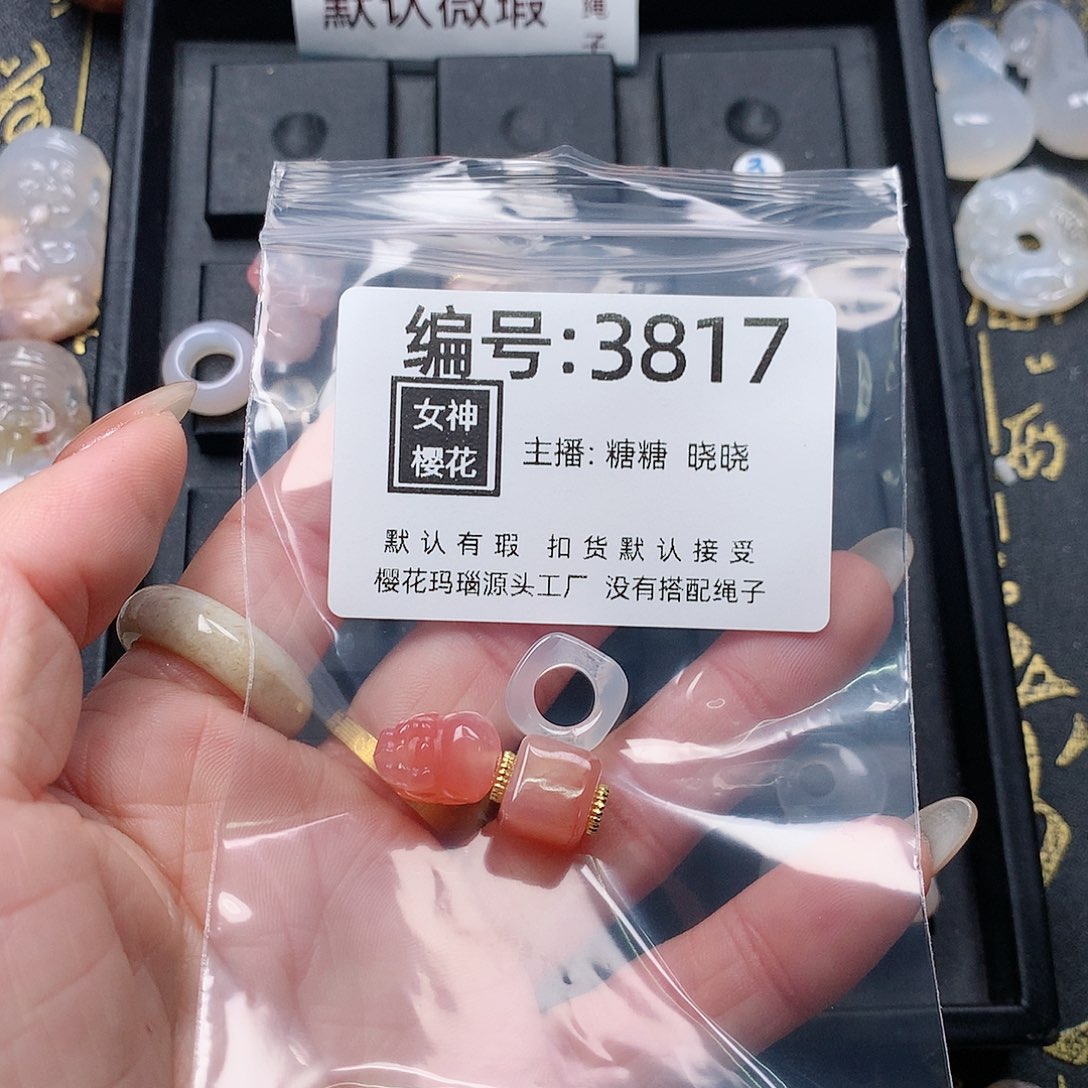 默认微瑕
绳
子
编号:3817
女神
樱花
主播: 糖糖 晓晓
默认有瑕 扣货默认接受
樱花玛瑙源头工厂 没有搭配绳子